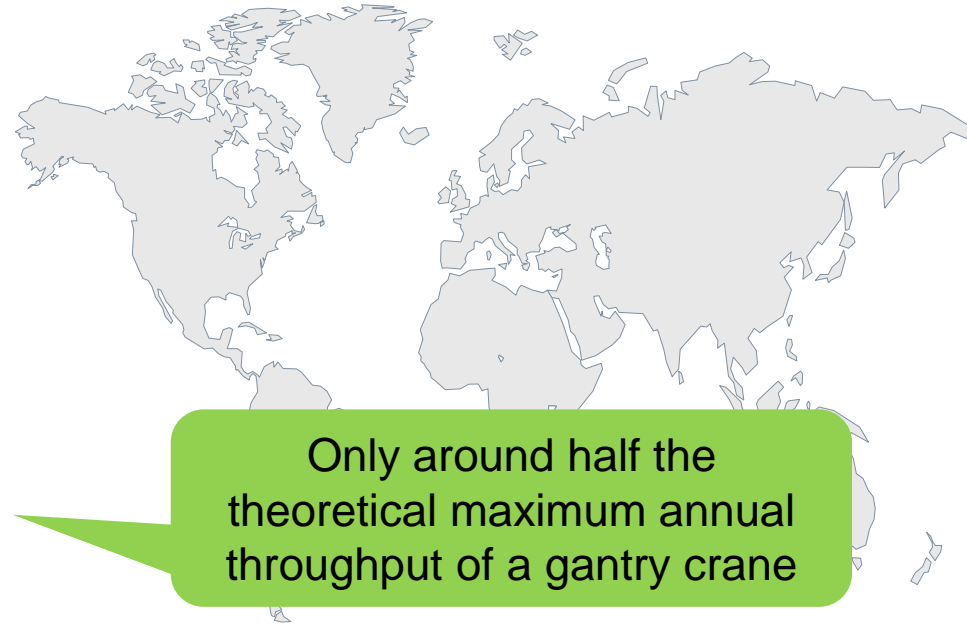 Only around half the
theoretical maximum annual
throughput of a gantry crane